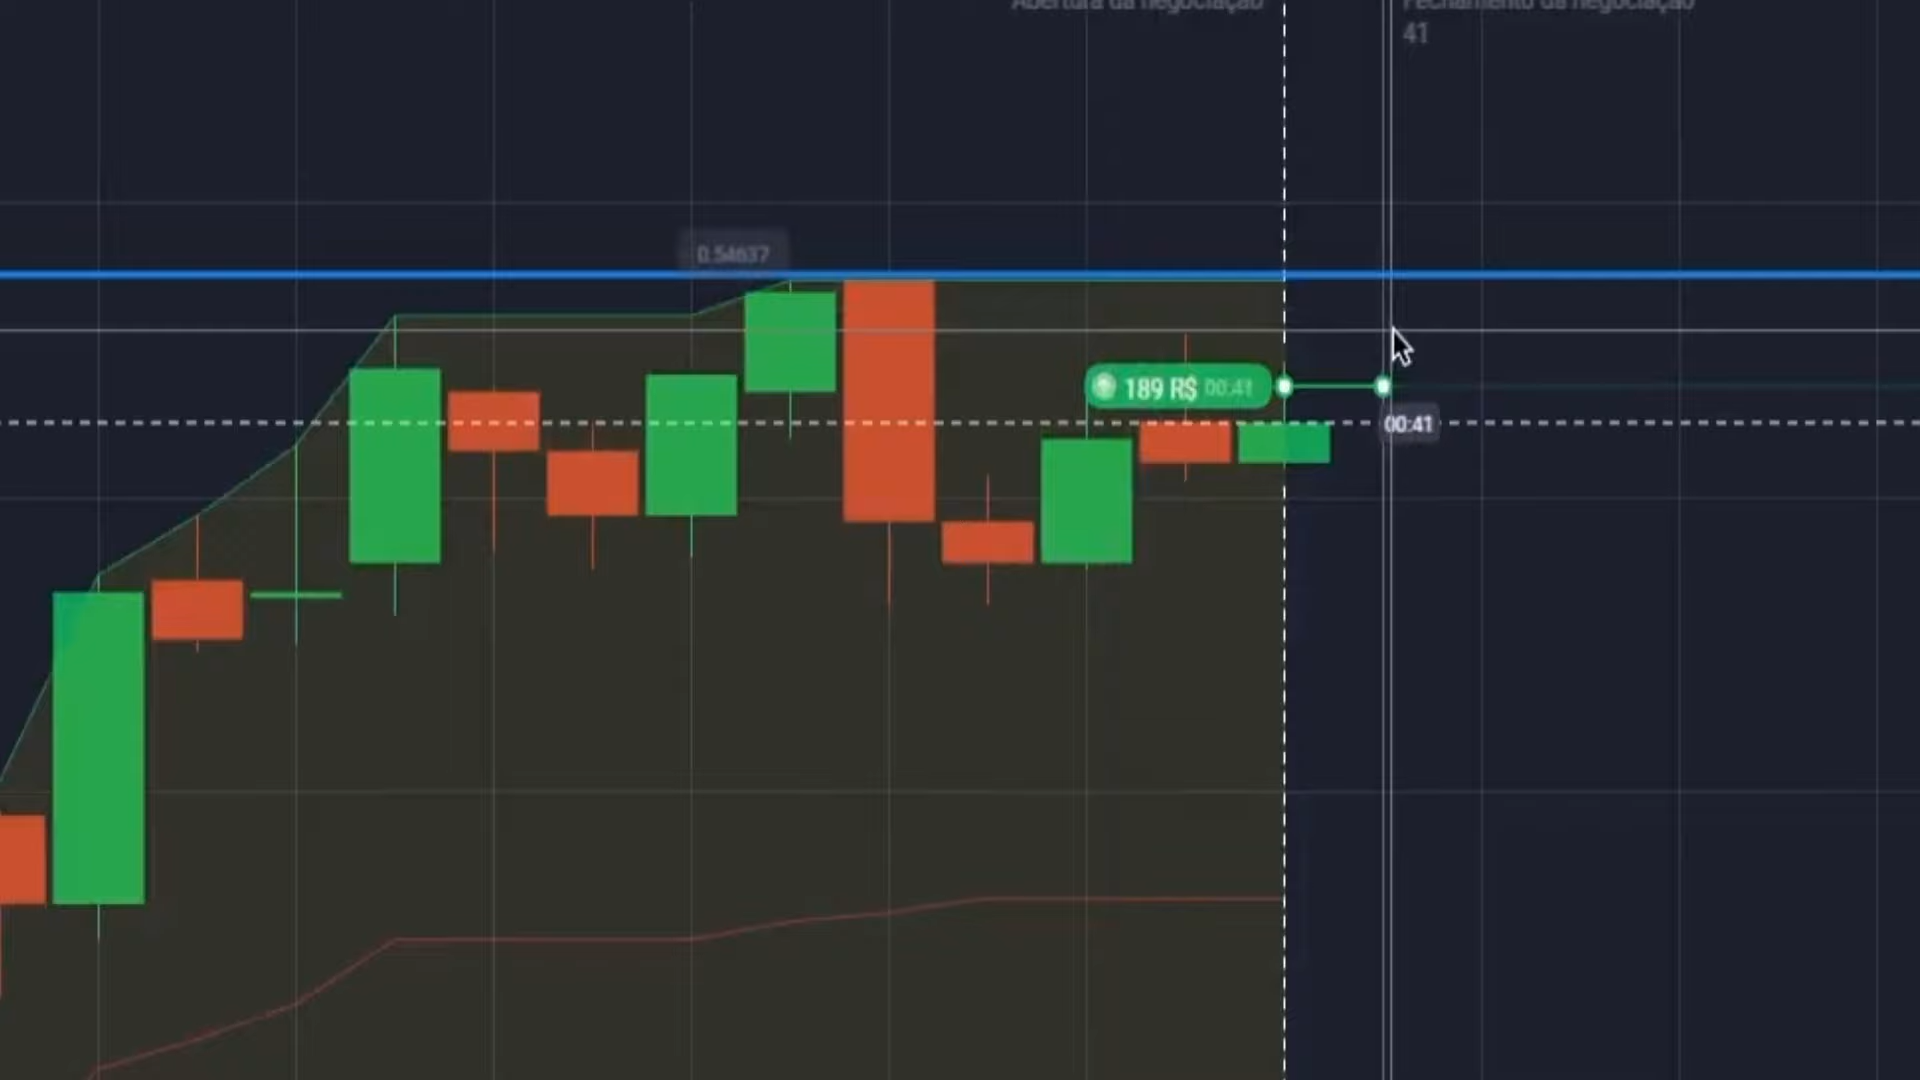 Abertura da negociação
Fechamento da negociação
41
0.54637
189 R$ 00:41
00:41